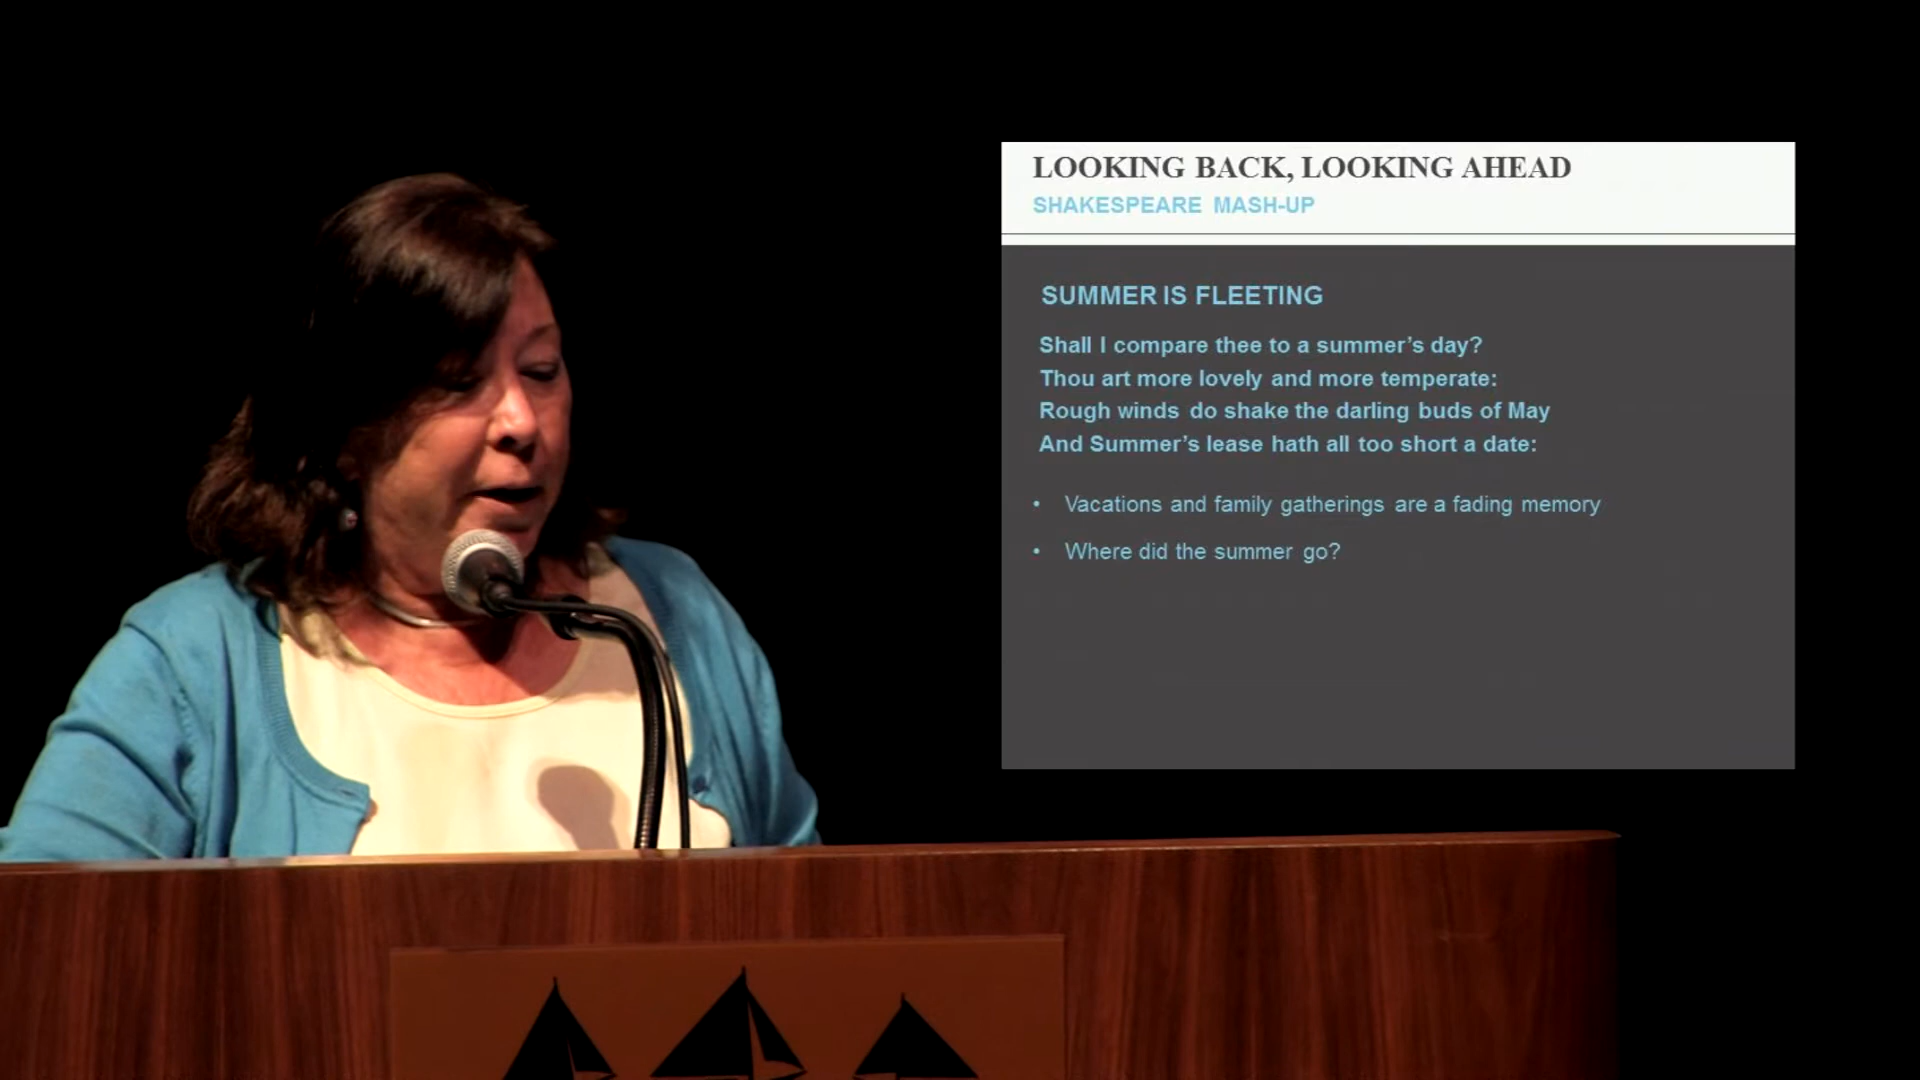 LOOKING BACK, LOOKING AHEAD
SHAKESPEARE MASH-UP
SUMMER IS FLEETING
Shall I compare thee to a summer's day?
Thou art more lovely and more temperate:
Rough winds do shake the darling buds of May
And Summer's lease hath all too short a date:
• Vacations and family gatherings are a fading memory
• Where did the summer go?